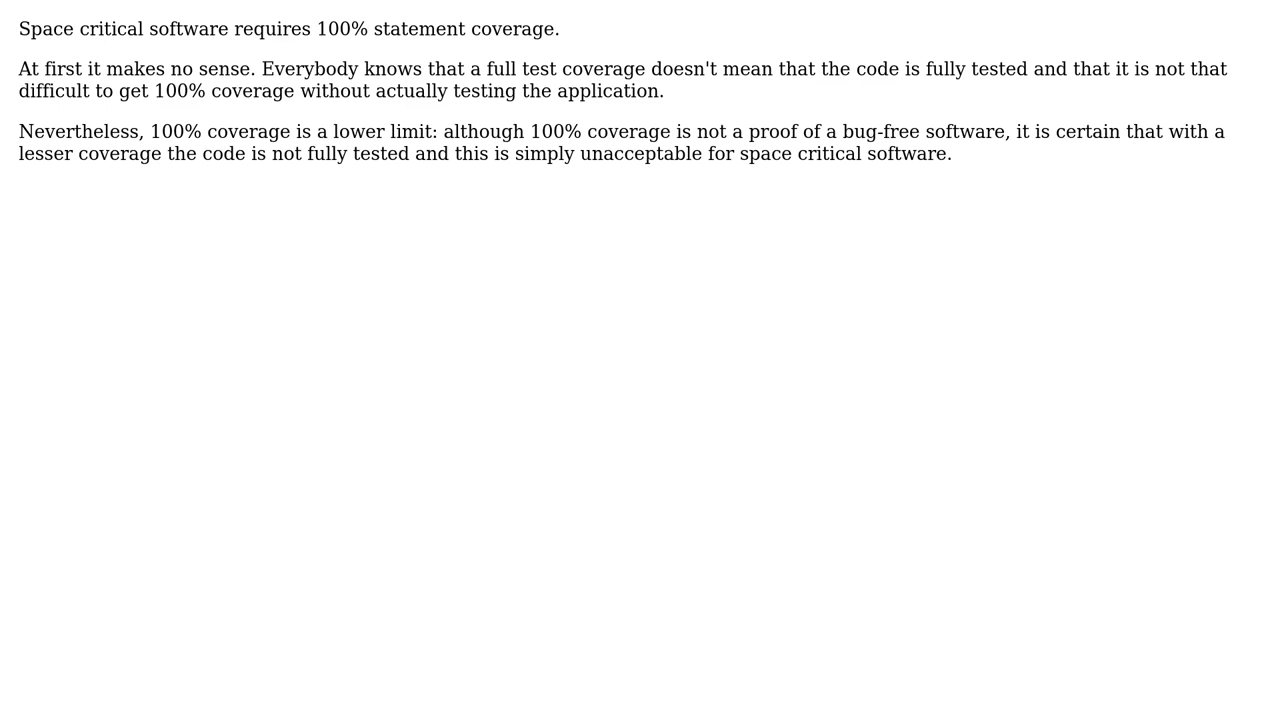 Space critical software requires 100% statement coverage.
At first it makes no sense. Everybody knows that a full test coverage doesn't mean that the code is fully tested and that it is not that
difficult to get 100% coverage without actually testing the application.
Nevertheless, 100% coverage is a lower limit: although 100% coverage is not a proof of a bug-free software, it is certain that with a
lesser coverage the code is not fully tested and this is simply unacceptable for space critical software.